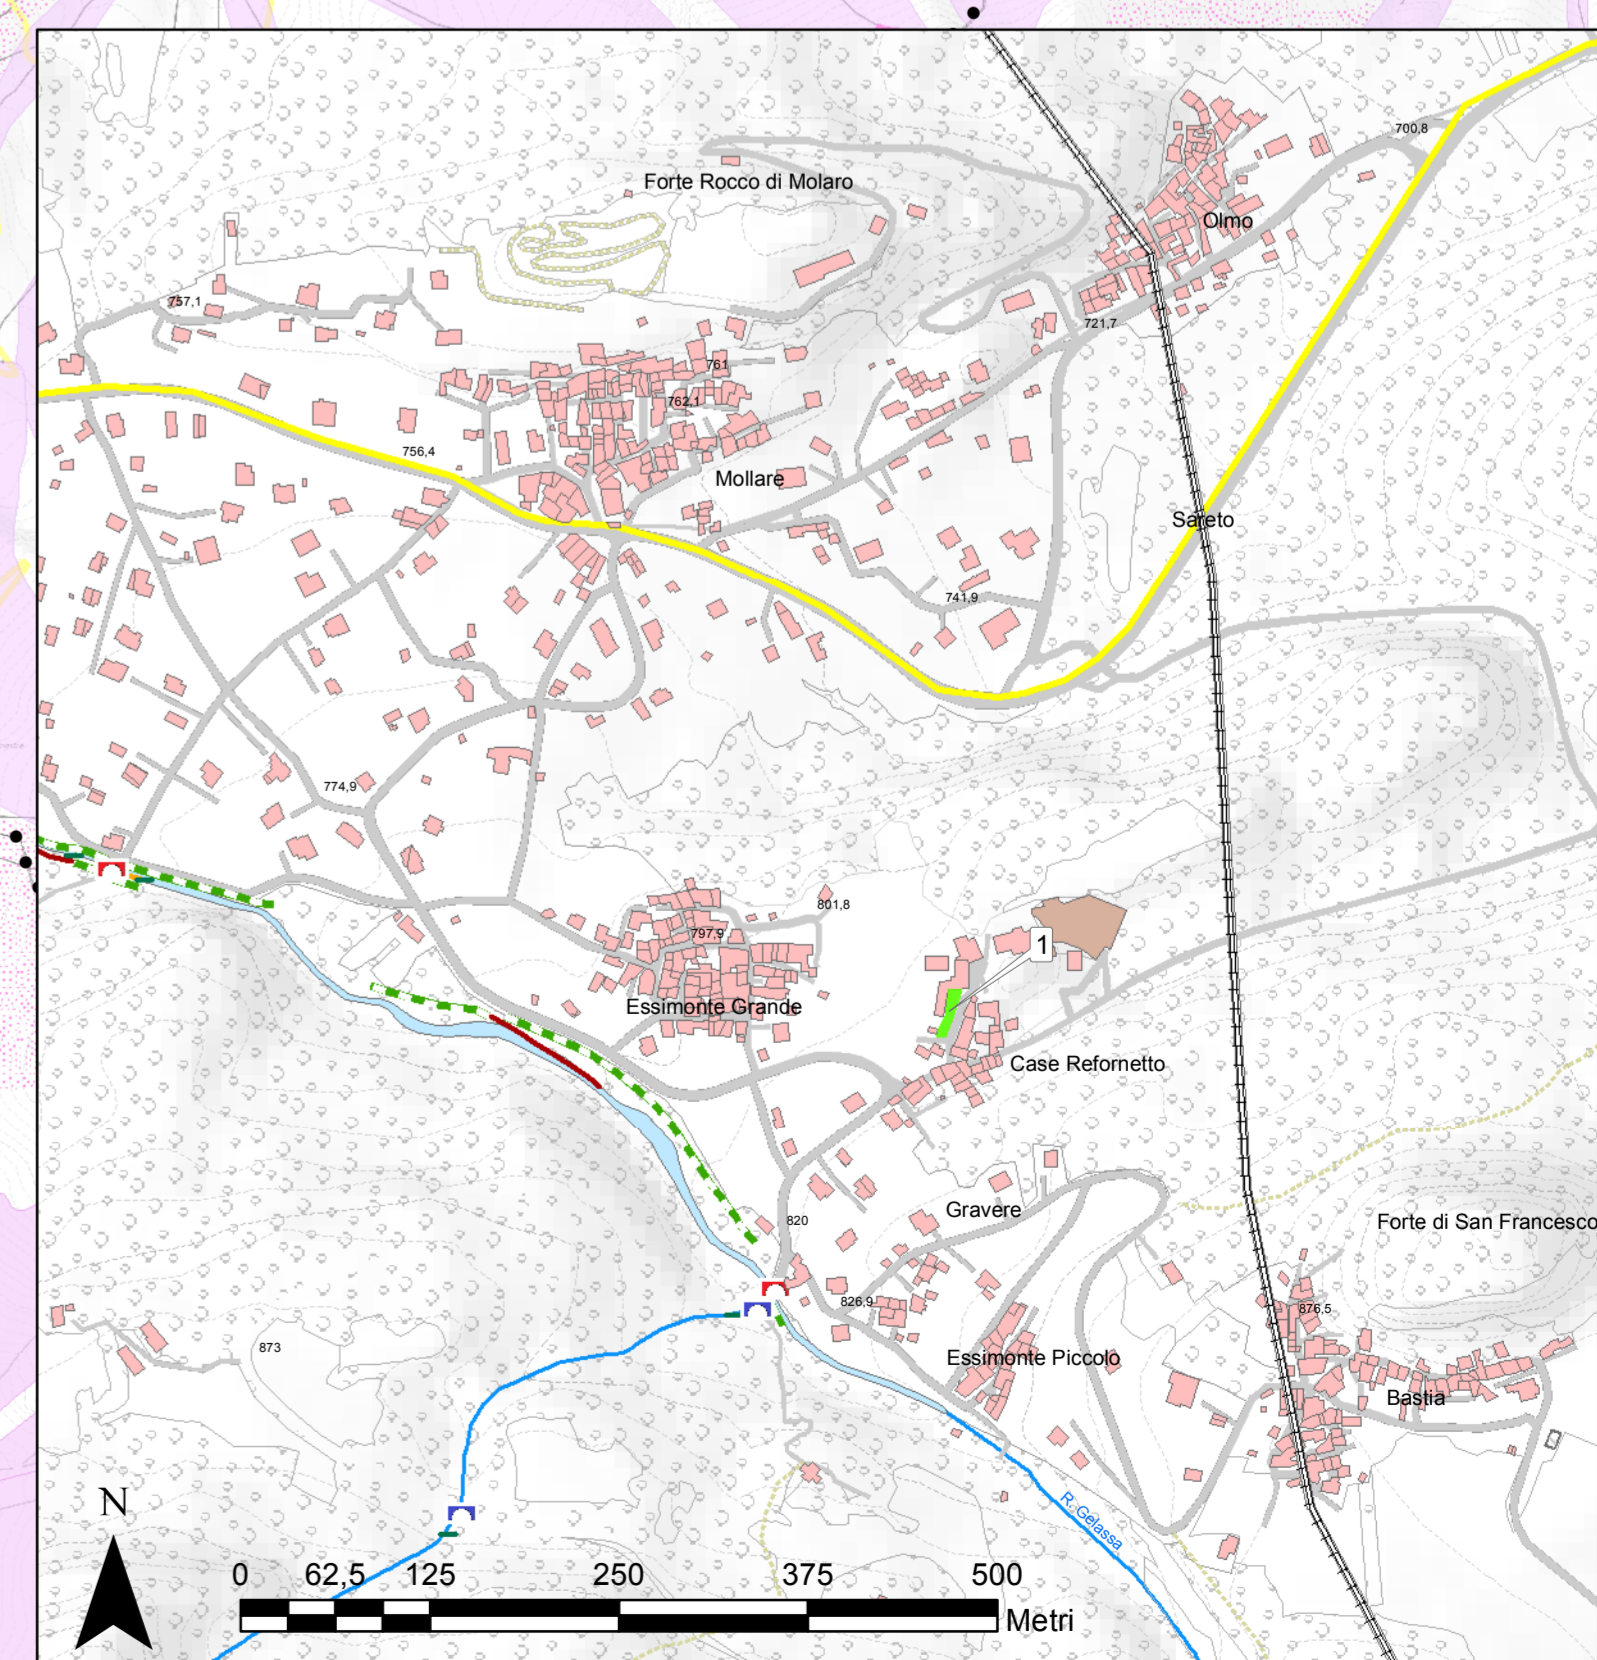 700,8
Forte Rocco di Molaro
Olmo
757,1
721,7
761
762,1
756,4
Mollare
Sareto
741,9
774,9
801,8
797,9
1
Essimonte Grande
Case Refornetto
Gravere
820
Forte di San Francesco
826,9
876,5
873
Essimonte Piccolo
Bastia
N
R. Gelassa
0 62,5 125 250 375 500
Metri